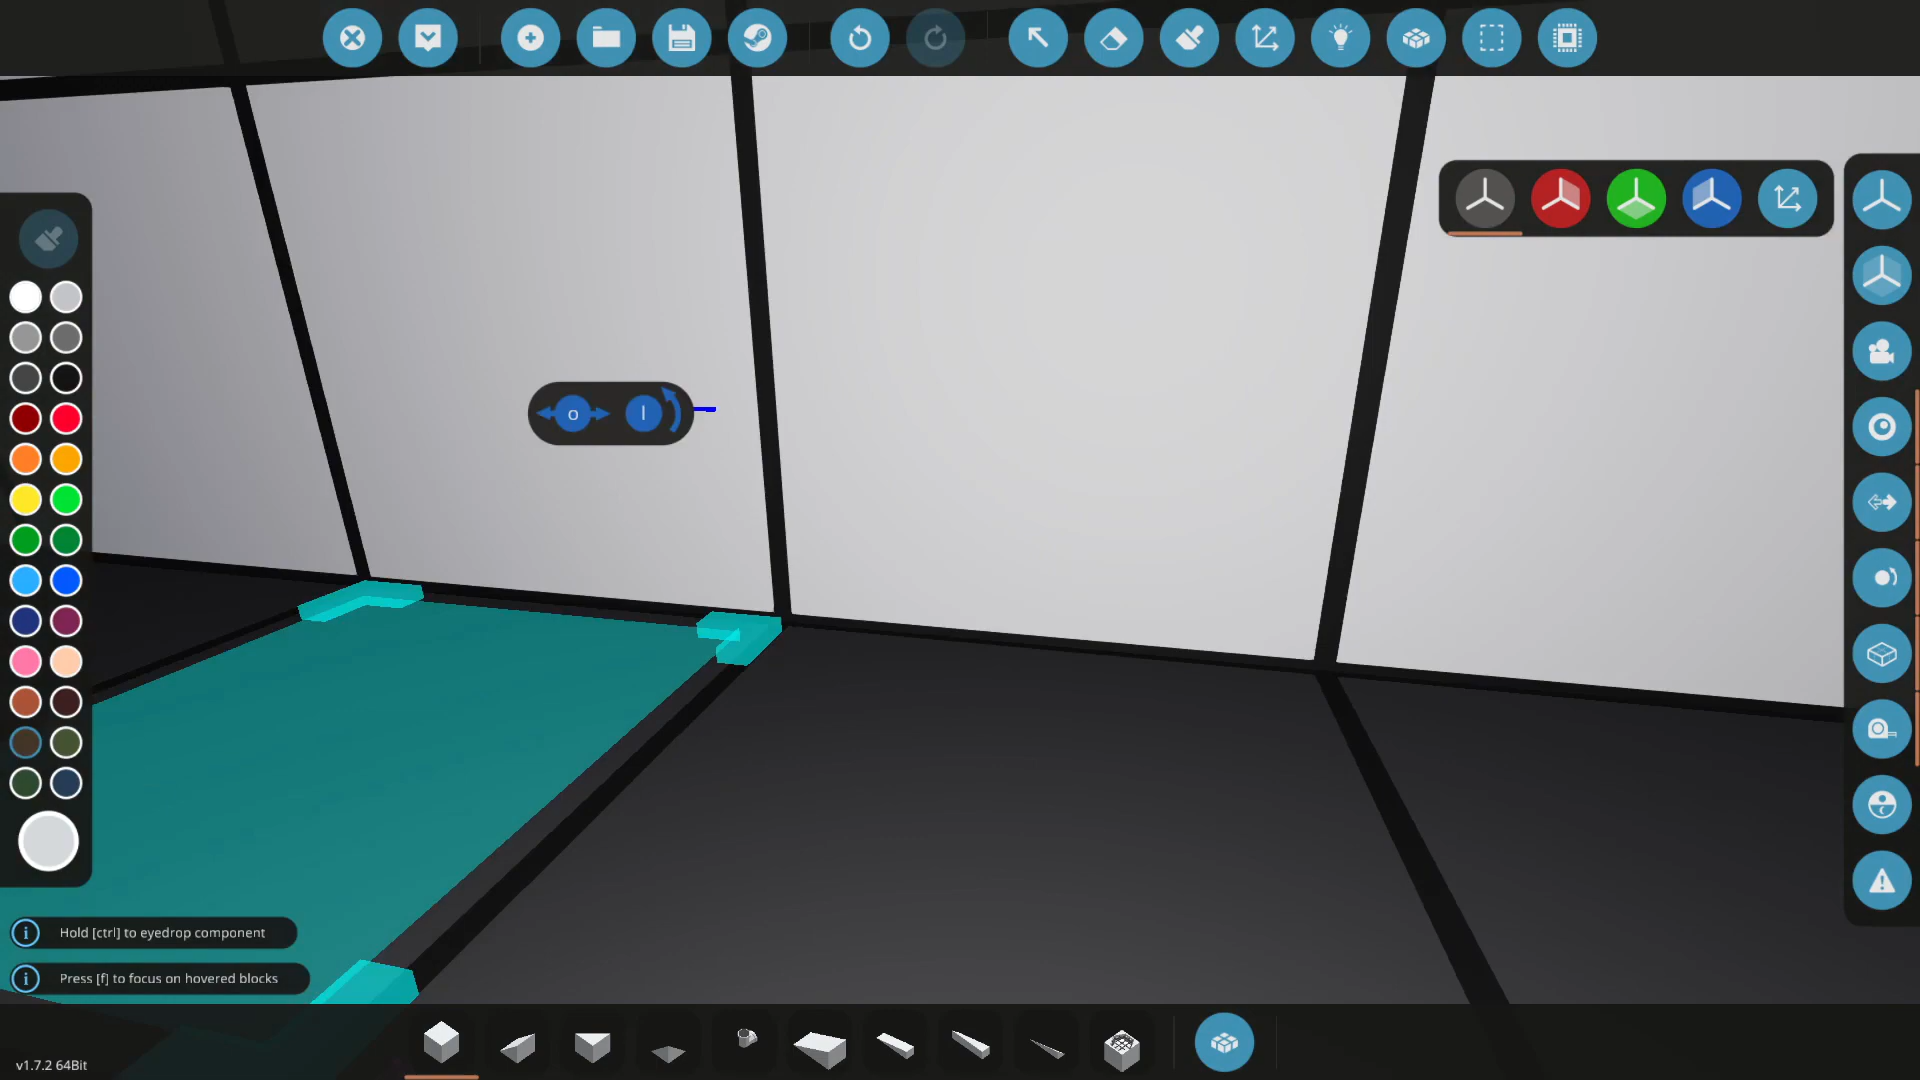 o l
Hold [ctrl] to eyedrop component
Press [f] to focus on hovered blocks
v1.7.2 64Bit